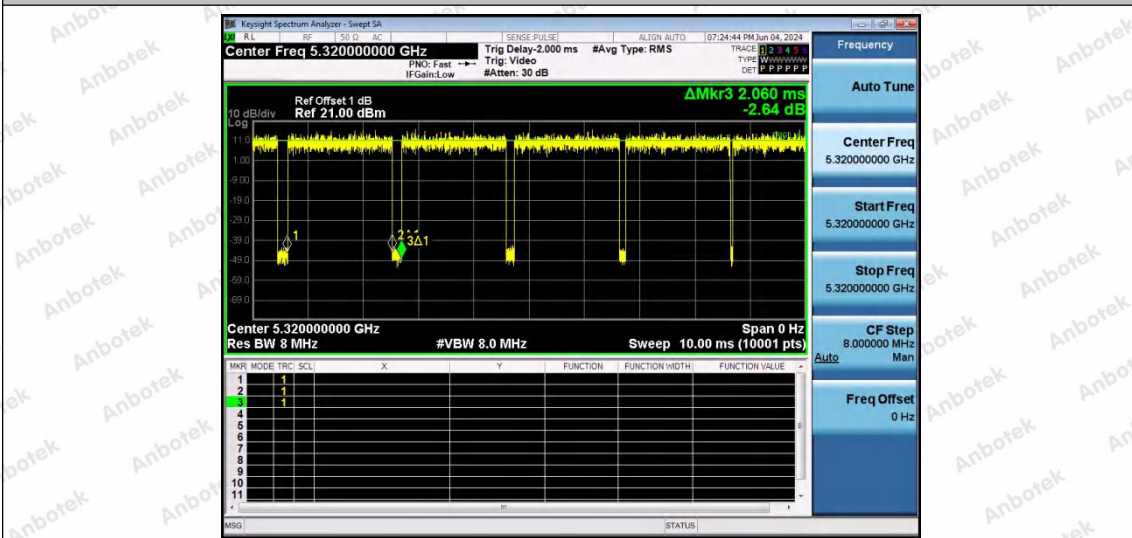 Keysight Spectrum Analyzer - Swept SA
RL RF 50 Ω AC SENSE:PULSE ALIGN AUTO 07:24:44 PM Jun 04, 2024
Center Freq 5.320000000 GHz
PNO: Fast
IFGain:Low
Trig Delay-2.000 ms
Trig: Video
#Atten: 30 dB
#Avg Type: RMS
TRACE 1 2 3 4 5 6
TYPE WWWWWW
DET P P P P P P
Frequency
Auto Tune
Center Freq
5.320000000 GHz
Start Freq
5.320000000 GHz
Stop Freq
5.320000000 GHz
CF Step
8.000000 MHz
Auto Man
Freq Offset
0 Hz
ΔMkr3 2.060 ms
-2.64 dB
Ref Offset 1 dB
10 dB/div Ref 21.00 dBm
Log
11.0
1.00
-9.00
-19.0
-29.0
-39.0
-49.0
-59.0
-69.0
1
3Δ1
Center 5.320000000 GHz Span 0 Hz
Res BW 8 MHz #VBW 8.0 MHz Sweep 10.00 ms (10001 pts)
MKR MODE TRC SCL X Y FUNCTION FUNCTION WIDTH FUNCTION VALUE
1 1
2 1
3 1
4
5
6
7
8
9
10
11
MSG STATUS
Anbotek